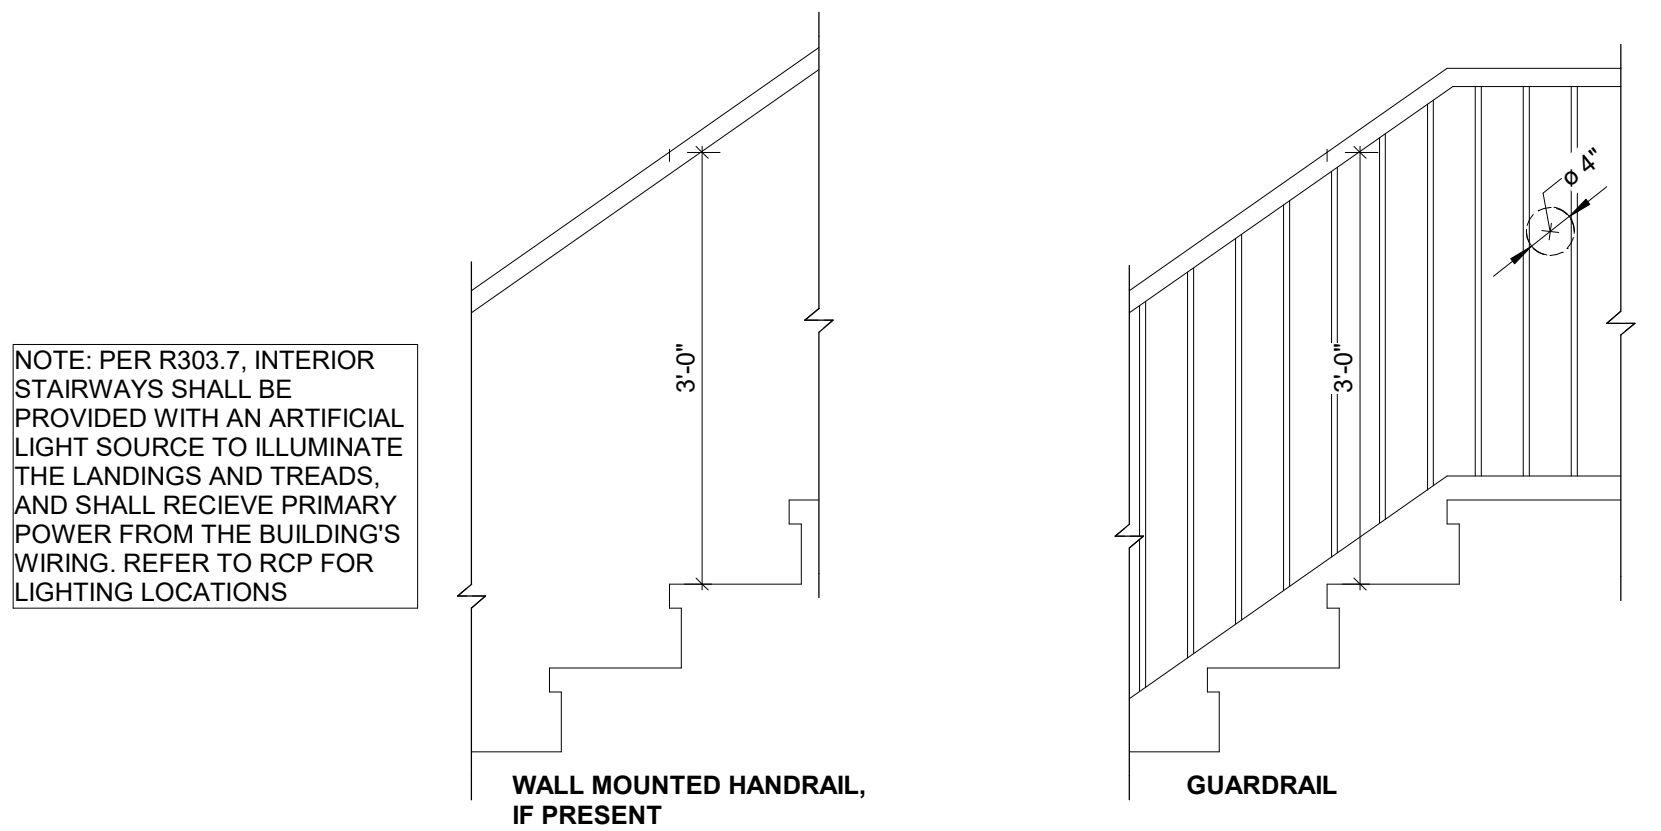 NOTE: PER R303.7, INTERIOR
STAIRWAYS SHALL BE
PROVIDED WITH AN ARTIFICIAL
LIGHT SOURCE TO ILLUMINATE
THE LANDINGS AND TREADS,
AND SHALL RECIEVE PRIMARY
POWER FROM THE BUILDING'S
WIRING. REFER TO RCP FOR
LIGHTING LOCATIONS
3'-0"
WALL MOUNTED HANDRAIL,
IF PRESENT
ø 4"
3'-0"
GUARDRAIL